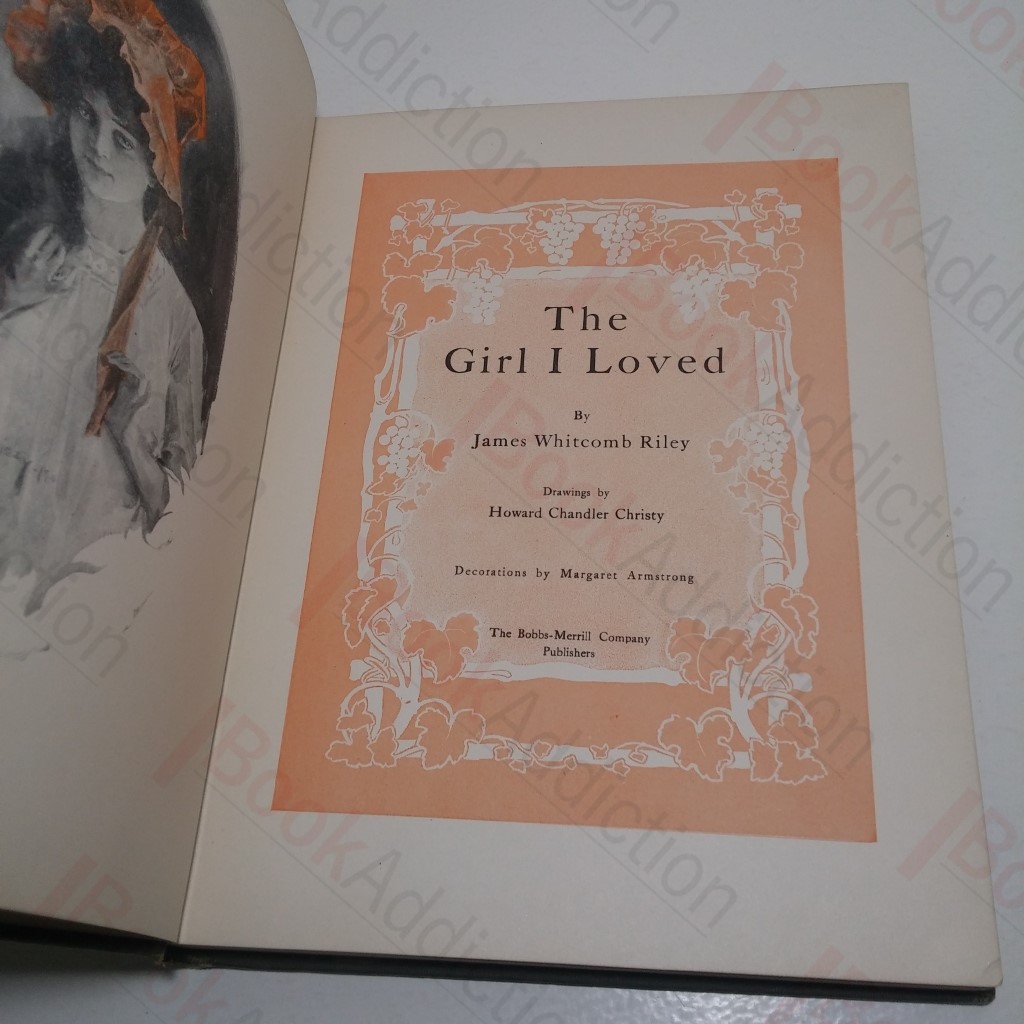 The
Girl I Loved
By
James Whitcomb Riley
Drawings by
Howard Chandler Christy
Decorations by Margaret Armstrong
The Bobbs-Merrill Company
Publishers
BookAddiction